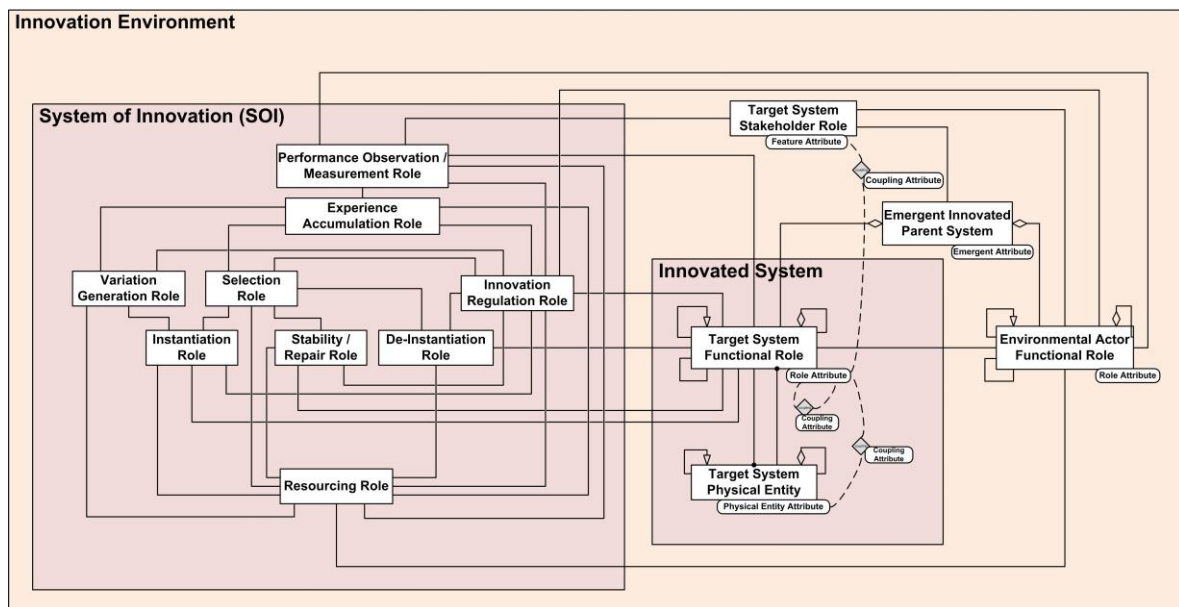 Innovation Environment
System of Innovation (SOI)
Performance Observation /
Measurement Role
Experience
Accumulation Role
Variation
Generation Role
Selection
Role
Innovation
Regulation Role
Instantiation
Role
Stability /
Repair Role
De-Instantiation
Role
Resourcing Role
Target System
Stakeholder Role
Feature Attribute
Coupling Attribute
Emergent Innovated
Parent System
Emergent Attribute
Innovated System
Target System
Functional Role
Role Attribute
Coupling
Attribute
Coupling
Attribute
Target System
Physical Entity
Physical Entity Attribute
Environmental Actor
Functional Role
Role Attribute